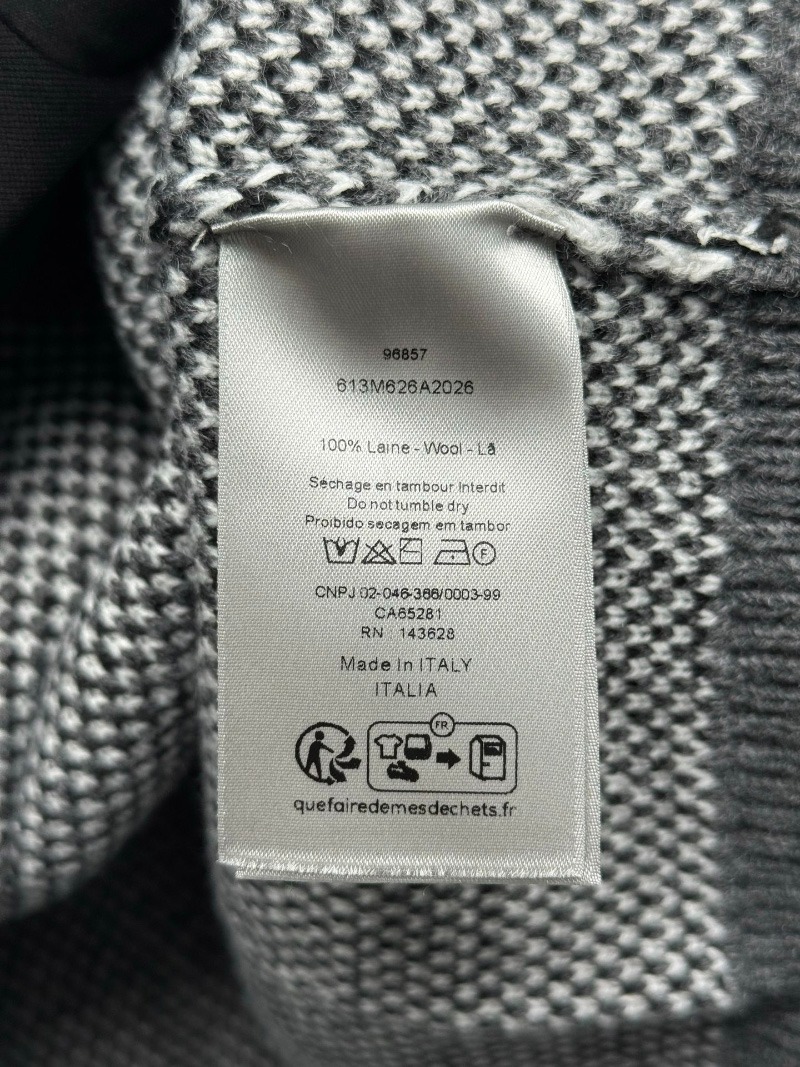 96857
613M626A2026
100% Laine - Wool - Lã
Séchage en tambour Interdit
Do not tumble dry
Proibido secagem em tambor
F
CNPJ 02-046-366/0003-99
CA65281
RN 143628
Made In ITALY
ITALIA
FR
quefairedemesdechets.fr